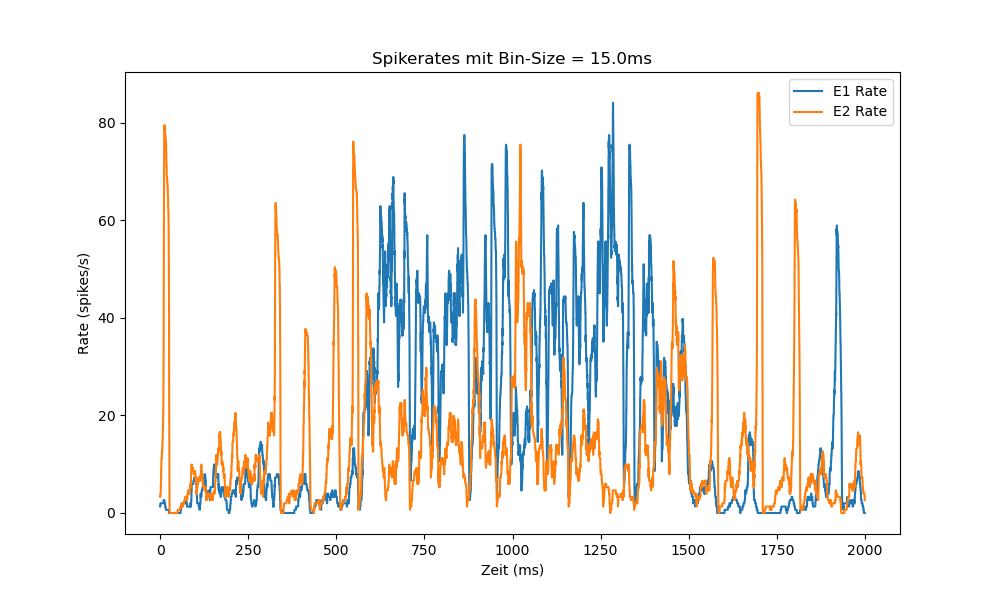 Spikerates mit Bin-Size = 15.0ms
E1 Rate
E2 Rate
Rate (spikes/s)
80
60
40
20
0
0 250 500 750 1000 1250 1500 1750 2000
Zeit (ms)